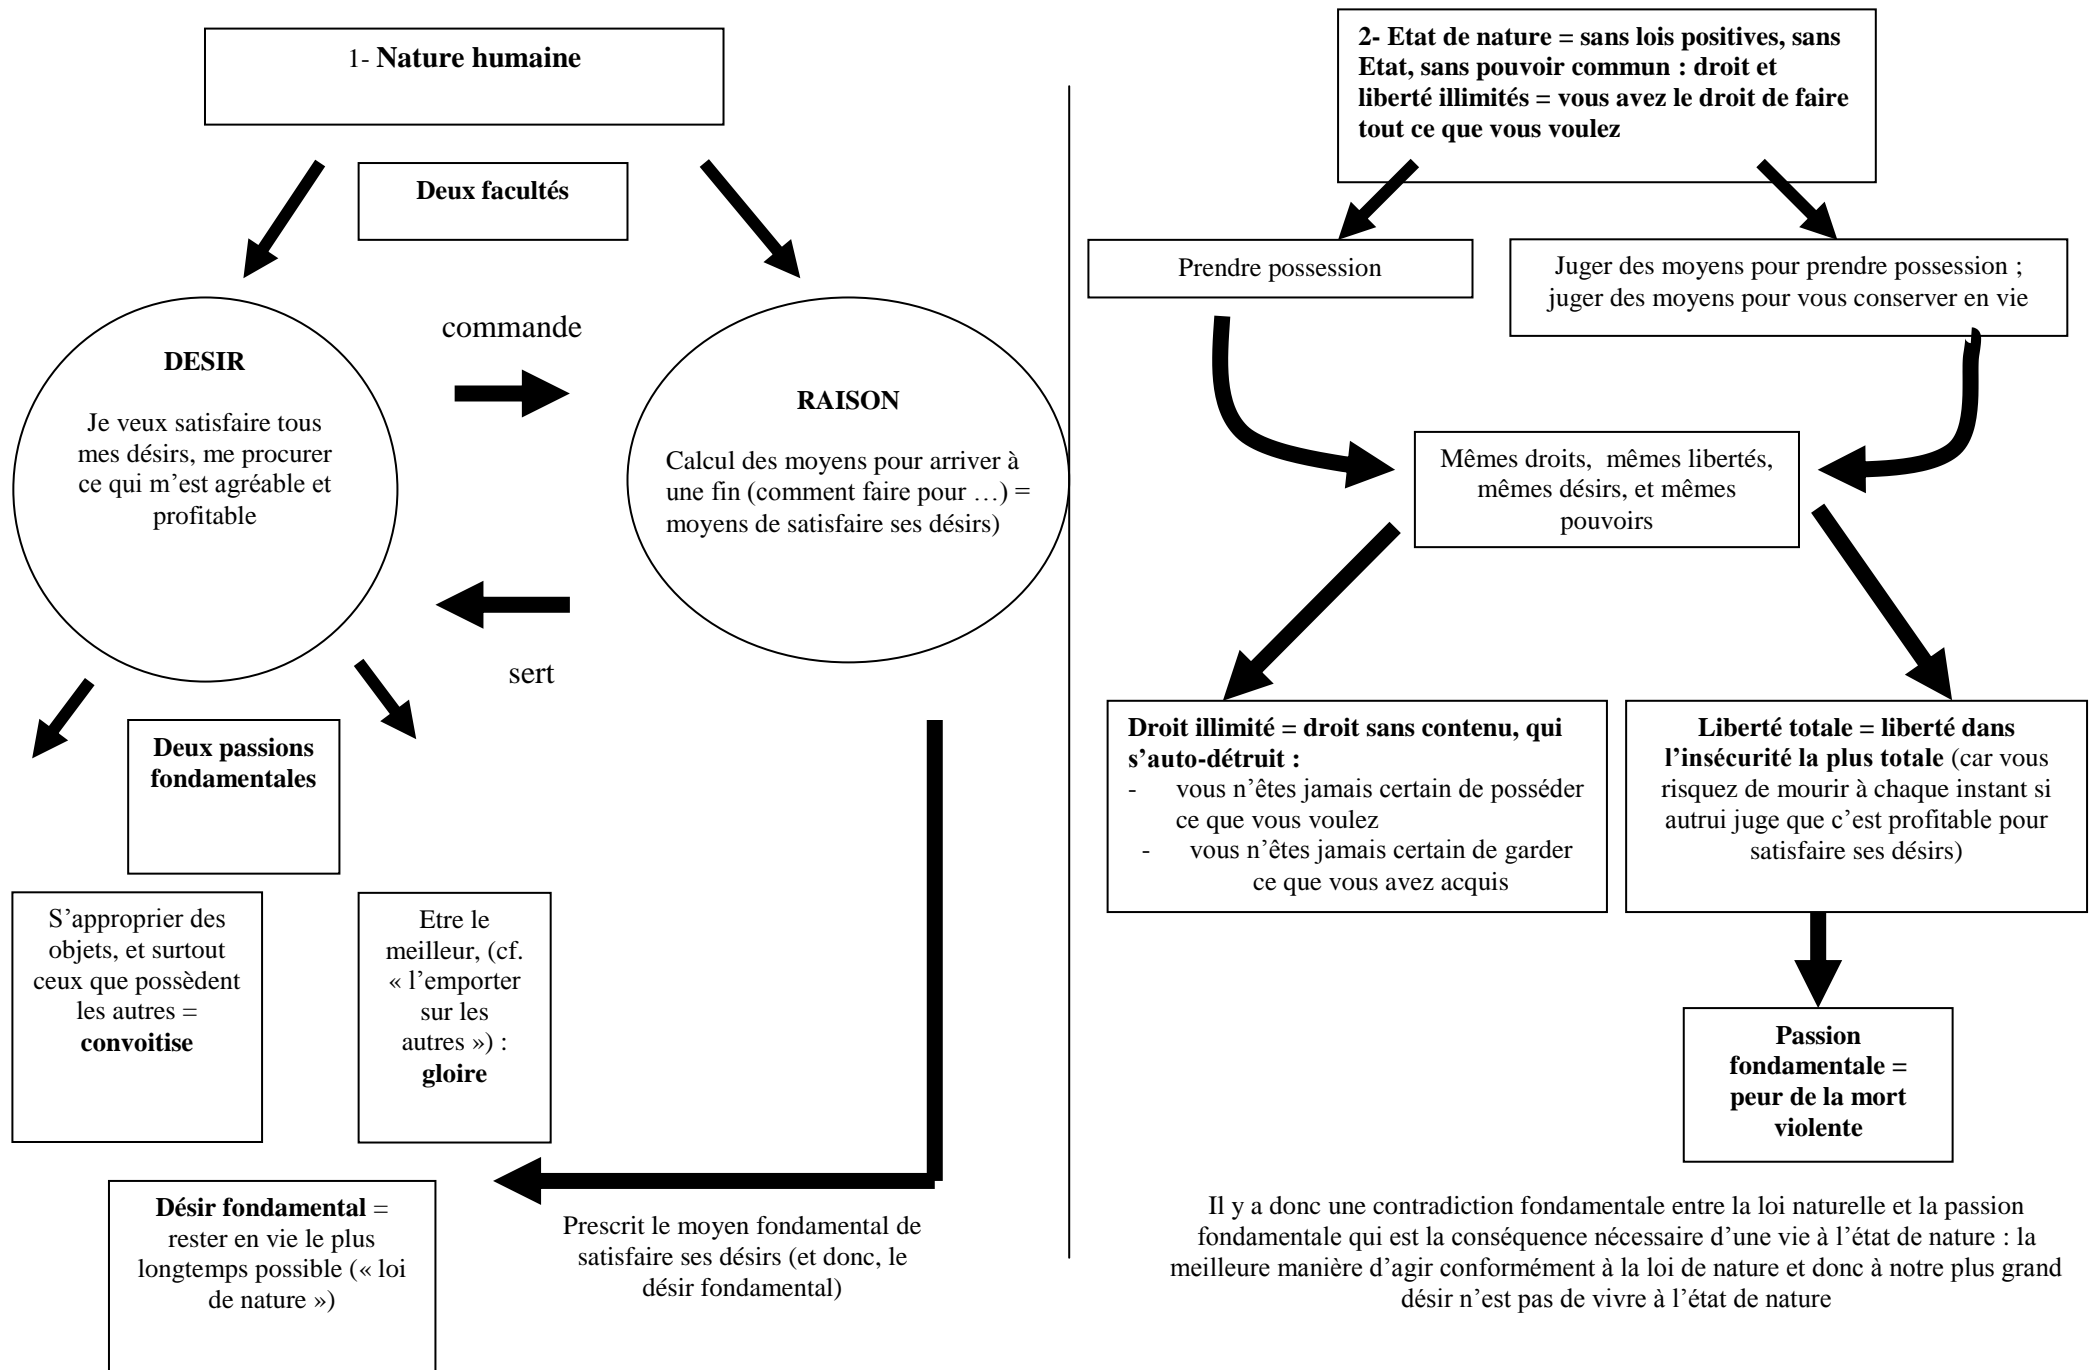 1- Nature humaine
Deux facultés
commande
DESIR
Je veux satisfaire tous
mes désirs, me procurer
ce qui m’est agréable et
profitable
RAISON
Calcul des moyens pour arriver à
une fin (comment faire pour …) =
moyens de satisfaire ses désirs)
sert
Deux passions
fondamentales
S’approprier des
objets, et surtout
ceux que possèdent
les autres =
convoitise
Etre le
meilleur, (cf.
« l’emporter
sur les
autres ») :
gloire
Désir fondamental =
rester en vie le plus
longtemps possible (« loi
de nature »)
Prescrit le moyen fondamental de
satisfaire ses désirs (et donc, le
désir fondamental)
2- Etat de nature = sans lois positives, sans
Etat, sans pouvoir commun : droit et
liberté illimités = vous avez le droit de faire
tout ce que vous voulez
Prendre possession
Juger des moyens pour prendre possession ;
juger des moyens pour vous conserver en vie
Mêmes droits, mêmes libertés,
mêmes désirs, et mêmes
pouvoirs
Droit illimité = droit sans contenu, qui
s’auto-détruit :
- vous n’êtes jamais certain de posséder
ce que vous voulez
- vous n’êtes jamais certain de garder
ce que vous avez acquis
Liberté totale = liberté dans
l’insécurité la plus totale (car vous
risquez de mourir à chaque instant si
autrui juge que c’est profitable pour
satisfaire ses désirs)
Passion
fondamentale =
peur de la mort
violente
Il y a donc une contradiction fondamentale entre la loi naturelle et la passion
fondamentale qui est la conséquence nécessaire d’une vie à l’état de nature : la
meilleure manière d’agir conformément à la loi de nature et donc à notre plus grand
désir n’est pas de vivre à l’état de nature